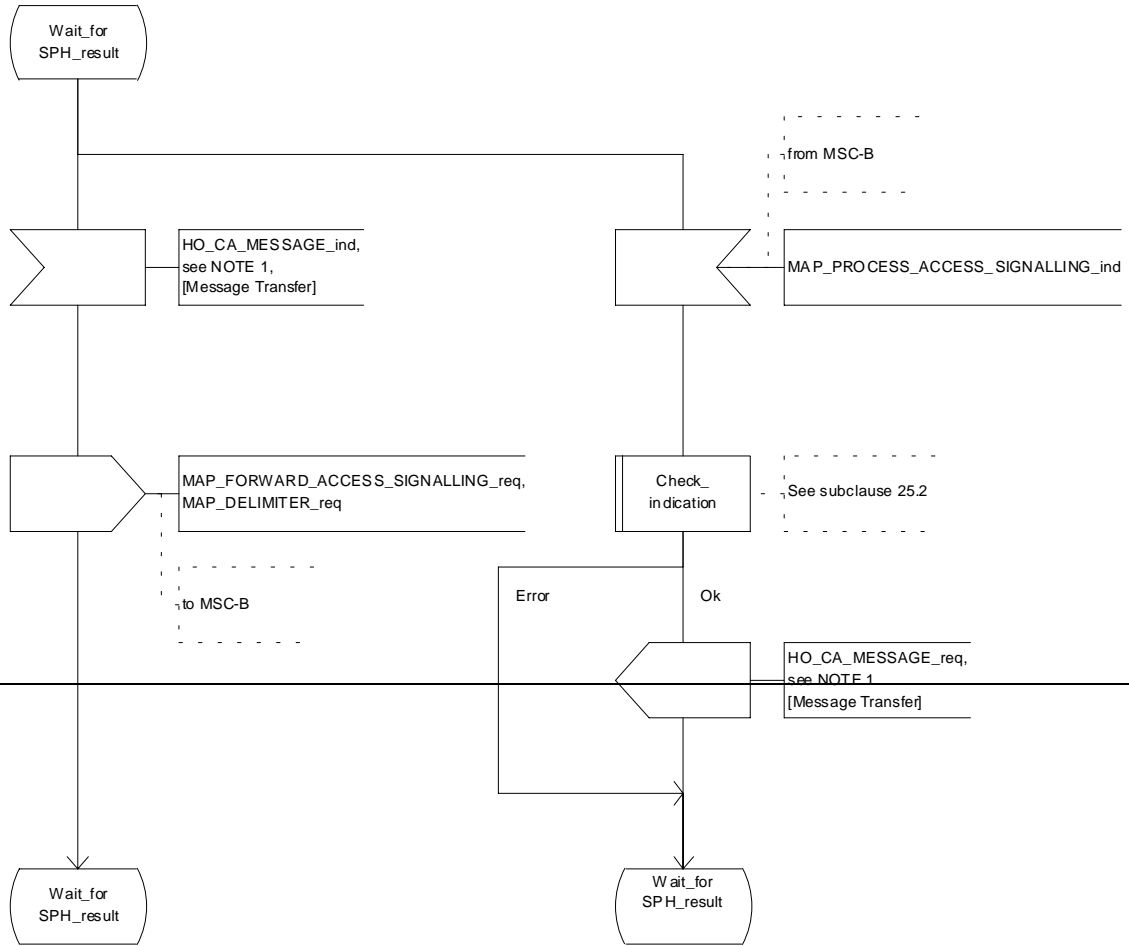 Wait_for
SPH_result
from MSC-B
HO_CA_MESSAGE_ind,
see NOTE 1,
[Message Transfer]
MAP_PROCESS_ACCESS_SIGNALLING_ind
MAP_FORWARD_ACCESS_SIGNALLING_req,
MAP_DELIMITER_req
Check_
indication
See subclause 25.2
to MSC-B
Error
Ok
HO_CA_MESSAGE_req,
see NOTE 1
[Message Transfer]
Wait_for
SPH_result
Wait_for
SPH_result